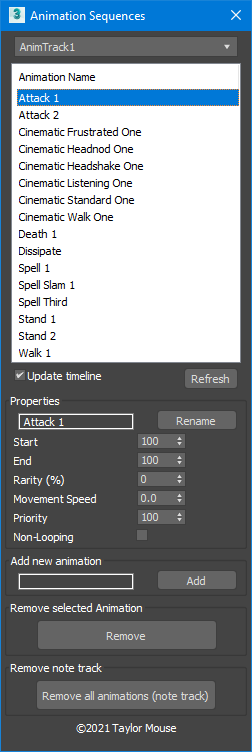 Animation Sequences
AnimTrack1
Animation Name
Attack 1
Attack 2
Cinematic Frustrated One
Cinematic Headnod One
Cinematic Headshake One
Cinematic Listening One
Cinematic Standard One
Cinematic Walk One
Death 1
Dissipate
Spell 1
Spell Slam 1
Spell Third
Stand 1
Stand 2
Walk 1
Update timeline Refresh
Properties
Attack 1 Rename
Start 100
End 100
Rarity (%) 0
Movement Speed 0.0
Priority 100
Non-Looping
Add new animation
Add
Remove selected Animation
Remove
Remove note track
Remove all animations (note track)
©2021 Taylor Mouse